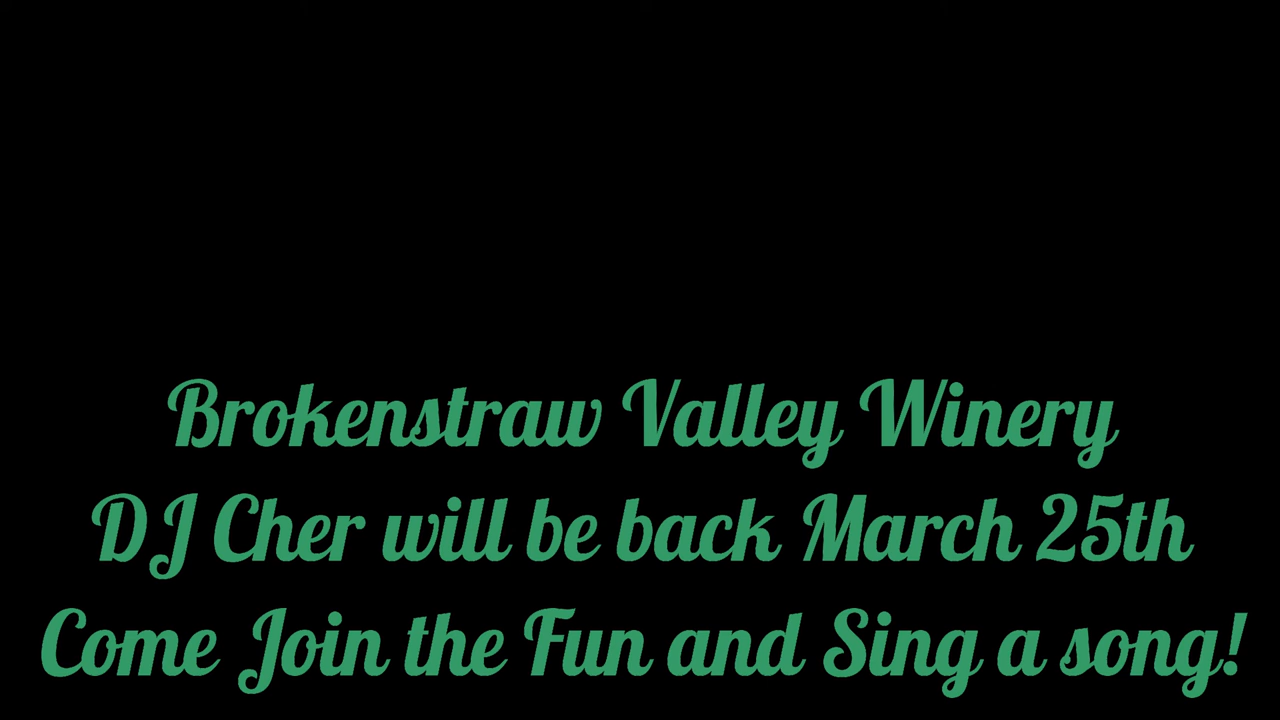 Brokenstraw Valley Winery
DJ Cher will be back March 25th
Come Join the Fun and Sing a song!